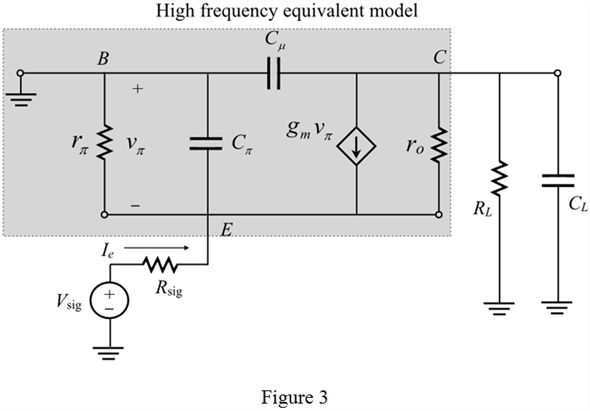 High frequency equivalent model
C_μ
B
C
+
r_π
v_π
C_π
g_m v_π
r_o
−
E
R_L
C_L
I_e
R_sig
V_sig
+
−
Figure 3